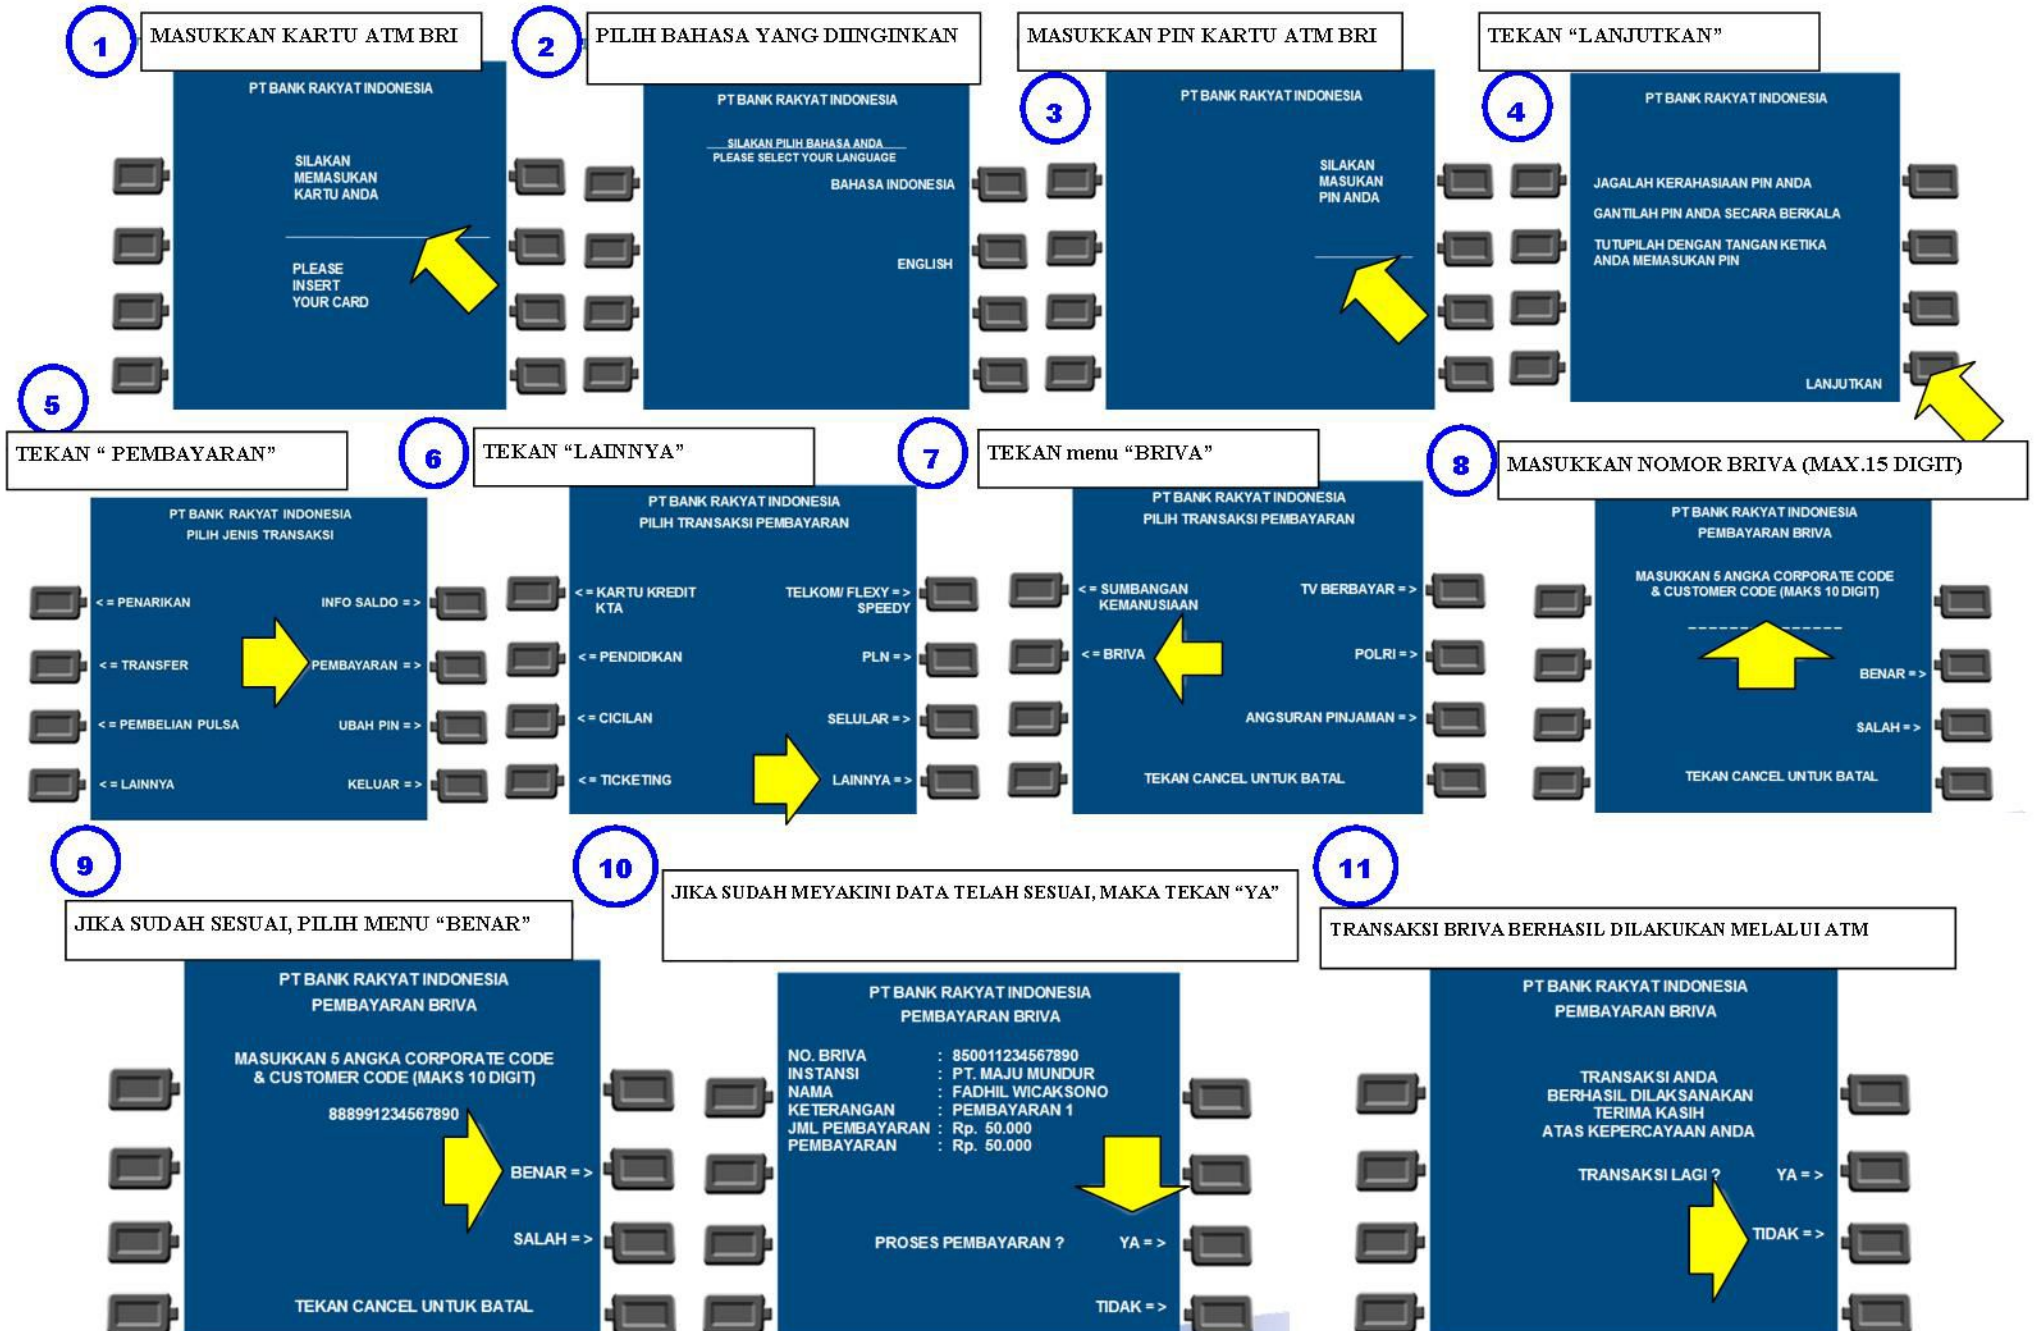 1
MASUKKAN KARTU ATM BRI
PT BANK RAKYAT INDONESIA
SILAKAN
MEMASUKAN
KARTU ANDA
PLEASE
INSERT
YOUR CARD
2
PILIH BAHASA YANG DIINGINKAN
PT BANK RAKYAT INDONESIA
SILAKAN PILIH BAHASA ANDA
PLEASE SELECT YOUR LANGUAGE
BAHASA INDONESIA
ENGLISH
3
MASUKKAN PIN KARTU ATM BRI
PT BANK RAKYAT INDONESIA
SILAKAN
MASUKAN
PIN ANDA
4
TEKAN “LANJUTKAN”
PT BANK RAKYAT INDONESIA
JAGALAH KERAHASIAAN PIN ANDA
GANTILAH PIN ANDA SECARA BERKALA
TUTUPILAH DENGAN TANGAN KETIKA
ANDA MEMASUKAN PIN
LANJUTKAN
5
TEKAN “ PEMBAYARAN”
PT BANK RAKYAT INDONESIA
PILIH JENIS TRANSAKSI
< = PENARIKAN INFO SALDO = >
< = TRANSFER PEMBAYARAN = >
< = PEMBELIAN PULSA UBAH PIN = >
< = LAINNYA KELUAR = >
6
TEKAN “LAINNYA”
PT BANK RAKYAT INDONESIA
PILIH TRANSAKSI PEMBAYARAN
< = KARTU KREDIT TELKOM/ FLEXY = >
KTA SPEEDY
< = PENDIDIKAN PLN = >
< = CICILAN SELULAR = >
< = TICKETING LAINNYA = >
7
TEKAN menu “BRIVA”
PT BANK RAKYAT INDONESIA
PILIH TRANSAKSI PEMBAYARAN
< = SUMBANGAN TV BERBAYAR = >
KEMANUSIAAN
< = BRIVA POLRI = >
ANGSURAN PINJAMAN = >
TEKAN CANCEL UNTUK BATAL
8
MASUKKAN NOMOR BRIVA (MAX.15 DIGIT)
PT BANK RAKYAT INDONESIA
PEMBAYARAN BRIVA
MASUKKAN 5 ANGKA CORPORATE CODE
& CUSTOMER CODE (MAKS 10 DIGIT)
BENAR = >
SALAH = >
TEKAN CANCEL UNTUK BATAL
9
JIKA SUDAH SESUAI, PILIH MENU “BENAR”
PT BANK RAKYAT INDONESIA
PEMBAYARAN BRIVA
MASUKKAN 5 ANGKA CORPORATE CODE
& CUSTOMER CODE (MAKS 10 DIGIT)
888991234567890
BENAR = >
SALAH = >
TEKAN CANCEL UNTUK BATAL
10
JIKA SUDAH MEYAKINI DATA TELAH SESUAI, MAKA TEKAN “YA”
PT BANK RAKYAT INDONESIA
PEMBAYARAN BRIVA
NO. BRIVA : 850011234567890
INSTANSI : PT. MAJU MUNDUR
NAMA : FADHIL WICAKSONO
KETERANGAN : PEMBAYARAN 1
JML PEMBAYARAN : Rp. 50.000
PEMBAYARAN : Rp. 50.000
PROSES PEMBAYARAN ? YA = >
TIDAK = >
11
TRANSAKSI BRIVA BERHASIL DILAKUKAN MELALUI ATM
PT BANK RAKYAT INDONESIA
PEMBAYARAN BRIVA
TRANSAKSI ANDA
BERHASIL DILAKSANAKAN
TERIMA KASIH
ATAS KEPERCAYAAN ANDA
TRANSAKSI LAGI ? YA = >
TIDAK = >